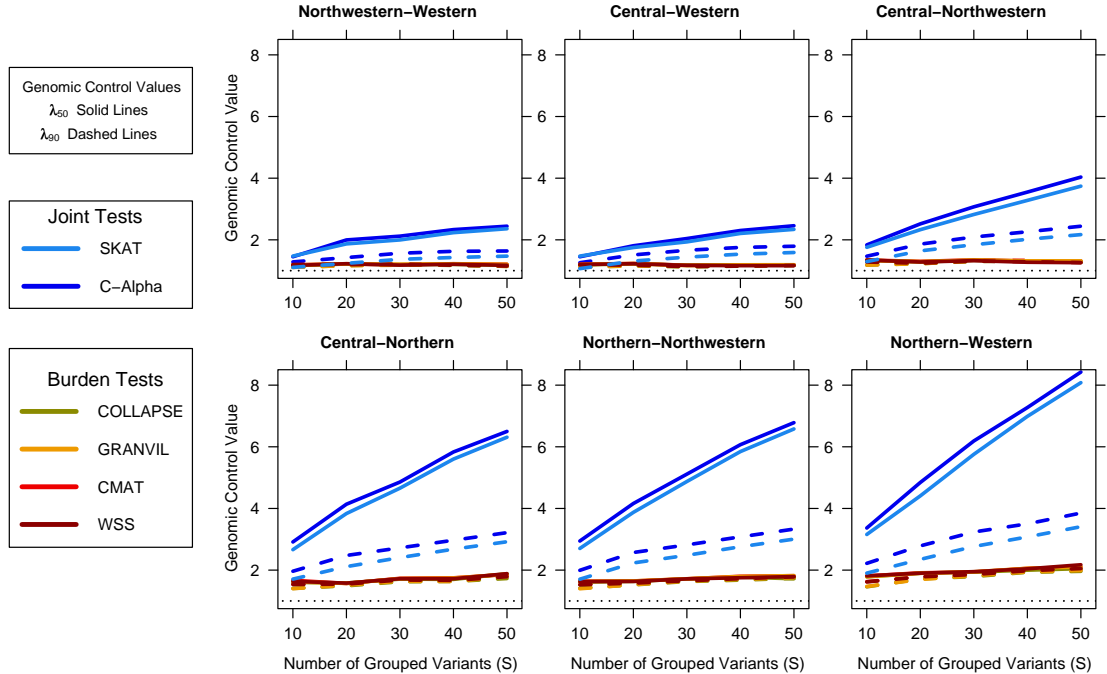 Genomic Control Values
λ50 Solid Lines
λ90 Dashed Lines
Joint Tests
SKAT
C−Alpha
Burden Tests
COLLAPSE
GRANVIL
CMAT
WSS
Northwestern−Western
Central−Western
Central−Northwestern
Genomic Control Value
8
6
4
2
10 20 30 40 50
8
6
4
2
10 20 30 40 50
8
6
4
2
10 20 30 40 50
Central−Northern
Northern−Northwestern
Northern−Western
Genomic Control Value
8
6
4
2
10 20 30 40 50
8
6
4
2
10 20 30 40 50
8
6
4
2
10 20 30 40 50
Number of Grouped Variants (S)
Number of Grouped Variants (S)
Number of Grouped Variants (S)